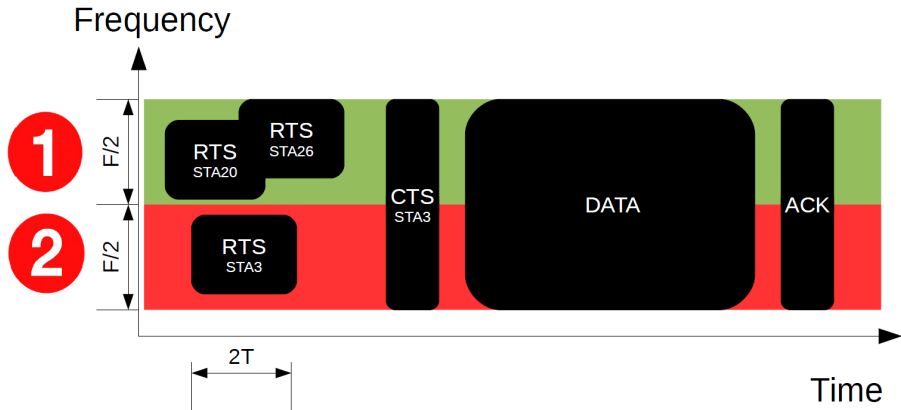 Frequency
1
F/2
RTS
STA20
RTS
STA26
CTS
STA3
DATA
ACK
2
F/2
RTS
STA3
2T
Time